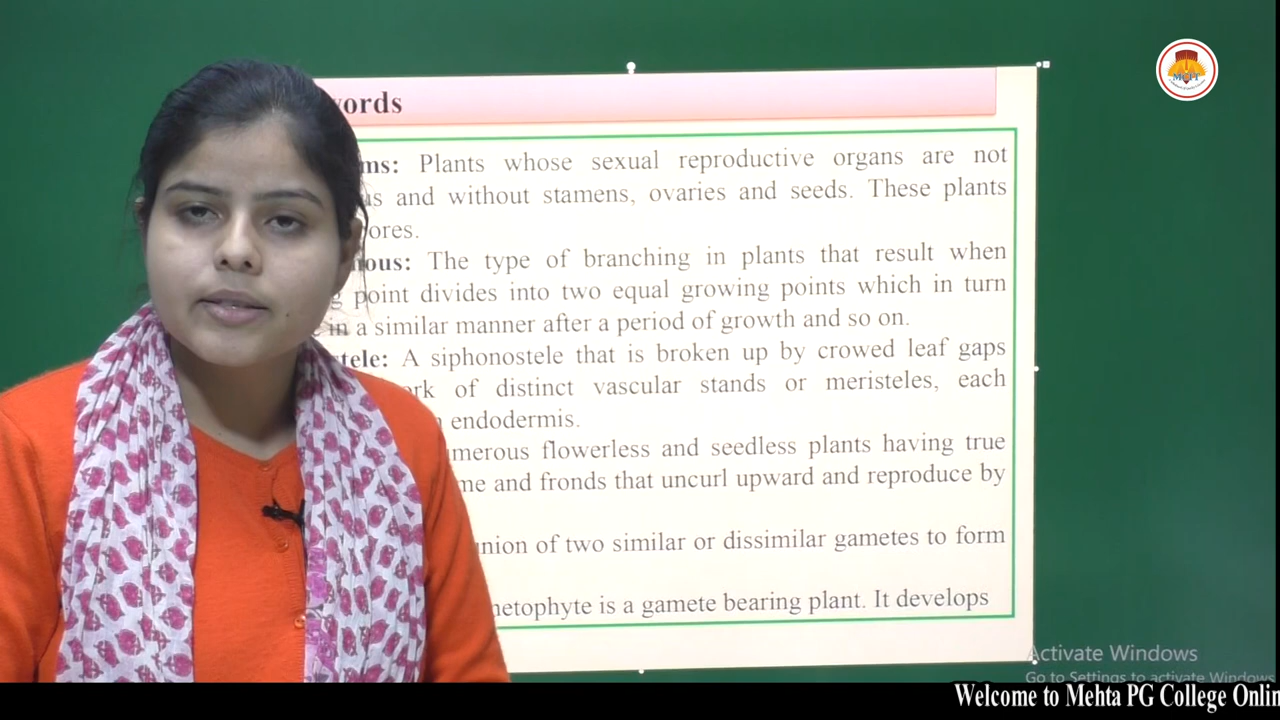 ords
ms: Plants whose sexual reproductive organs are not
us and without stamens, ovaries and seeds. These plants
ores.
ous: The type of branching in plants that result when
g point divides into two equal growing points which in turn
in a similar manner after a period of growth and so on.
tele: A siphonostele that is broken up by crowed leaf gaps
ork of distinct vascular stands or meristeles, each
endodermis.
umerous flowerless and seedless plants having true
me and fronds that uncurl upward and reproduce by
union of two similar or dissimilar gametes to form
netophyte is a gamete bearing plant. It develops
Activate Windows
Go to Settings to activate Windows
Welcome to Mehta PG College Onlin